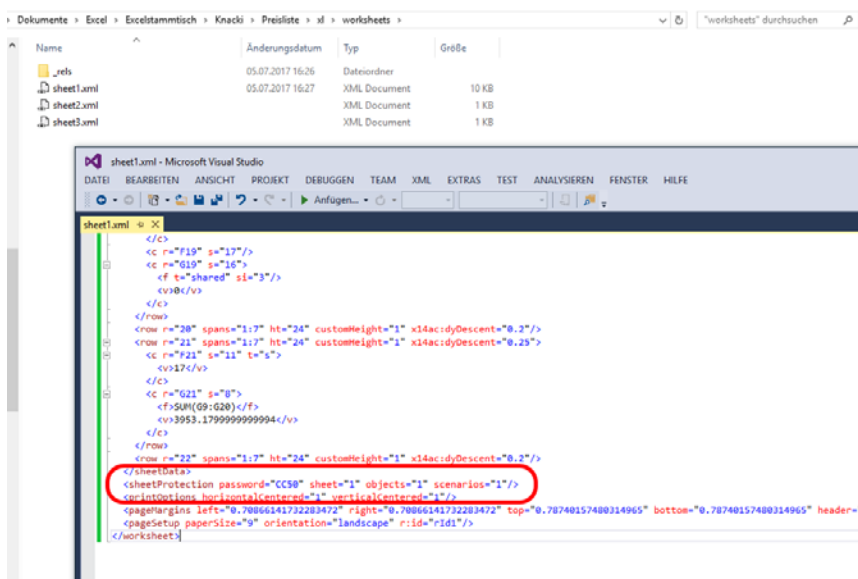 Dokumente > Excel > Excelstammtisch > Knacki > Preisliste > xl > worksheets >
"worksheets" durchsuchen
Name Änderungsdatum Typ Größe
_rels 05.07.2017 16:26 Dateiordner
sheet1.xml 05.07.2017 16:27 XML Document 10 KB
sheet2.xml XML Document 1 KB
sheet3.xml XML Document 1 KB
sheet1.xml - Microsoft Visual Studio
DATEI BEARBEITEN ANSICHT PROJEKT DEBUGGEN TEAM XML EXTRAS TEST ANALYSIEREN FENSTER HILFE
Anfügen...
sheet1.xml
</c>
<c r="F19" s="17"/>
<c r="G19" s="16">
<f t="shared" si="3"/>
<v>0</v>
</c>
</row>
<row r="20" spans="1:7" ht="24" customHeight="1" x14ac:dyDescent="0.2"/>
<row r="21" spans="1:7" ht="24" customHeight="1" x14ac:dyDescent="0.25">
<c r="F21" s="11" t="s">
<v>17</v>
</c>
<c r="G21" s="8">
<f>SUM(G9:G20)</f>
<v>3953.1799999999994</v>
</c>
</row>
<row r="22" spans="1:7" ht="24" customHeight="1" x14ac:dyDescent="0.2"/>
</sheetData>
<sheetProtection password="CC50" sheet="1" objects="1" scenarios="1"/>
<printOptions horizontalCentered="1" verticalCentered="1"/>
<pageMargins left="0.70866141732283472" right="0.70866141732283472" top="0.78740157480314965" bottom="0.78740157480314965" header=
<pageSetup paperSize="9" orientation="landscape" r:id="rId1"/>
</worksheet>